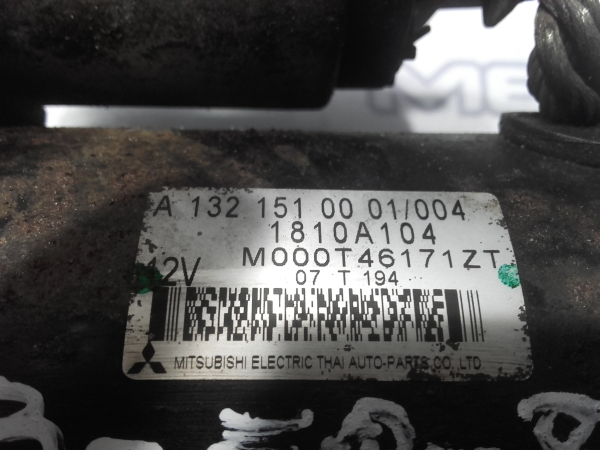 A 132 151 00 01/004
1810A104
M000T46171ZT
12V
07 T 194
MITSUBISHI ELECTRIC THAI AUTO-PARTS CO. LTD